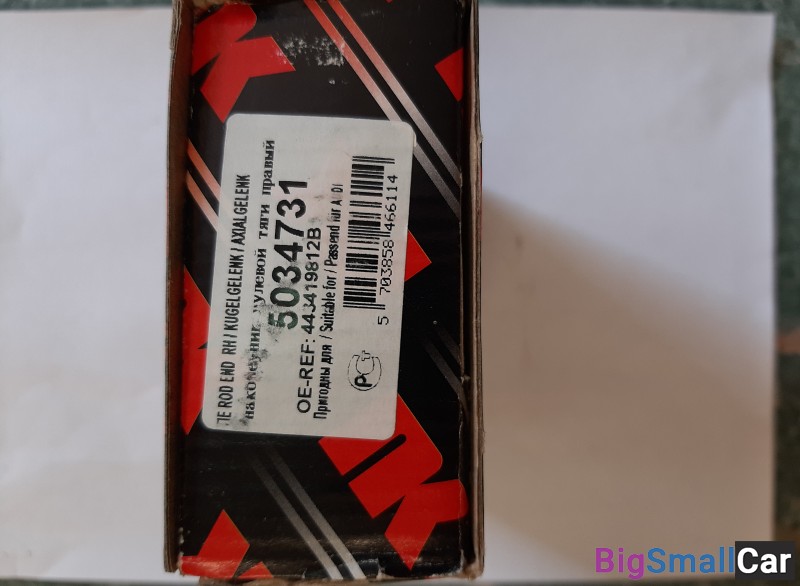 TIE ROD END RH / KUGELGELENK / AXIALGELENK
рулевой тяги правый
5034731
OE-REF: 443419812B
Пригодны для / Suitable for / Passend für AUDI
5 703858 466114
РСт
BigSmallCar